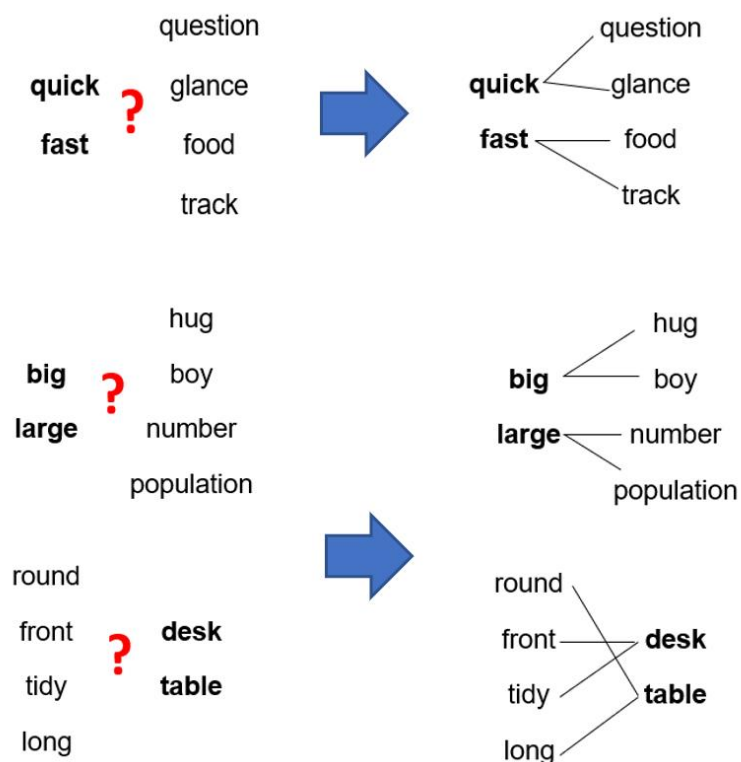 question
quick ? glance
fast food
track
question
quick glance
fast food
track
hug
big ? boy
large number
population
hug
big boy
large number
population
round
front ? desk
tidy table
long
round
front desk
tidy table
long